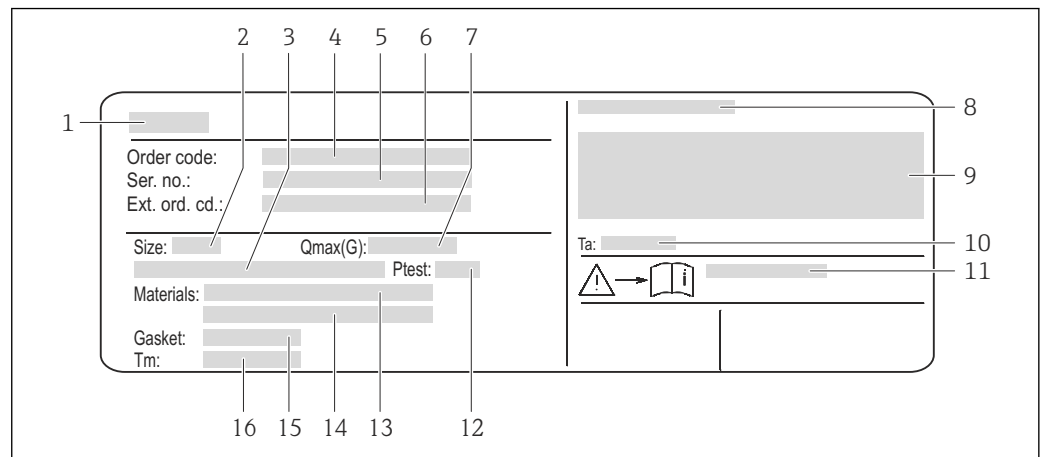 2 3 4 5 6 7
8
1
Order code:
Ser. no.:
Ext. ord. cd.:
9
Size: Qmax(G):
Ta: 10
Ptest:
i 11
Materials:
Gasket:
Tm:
16 15 14 13 12